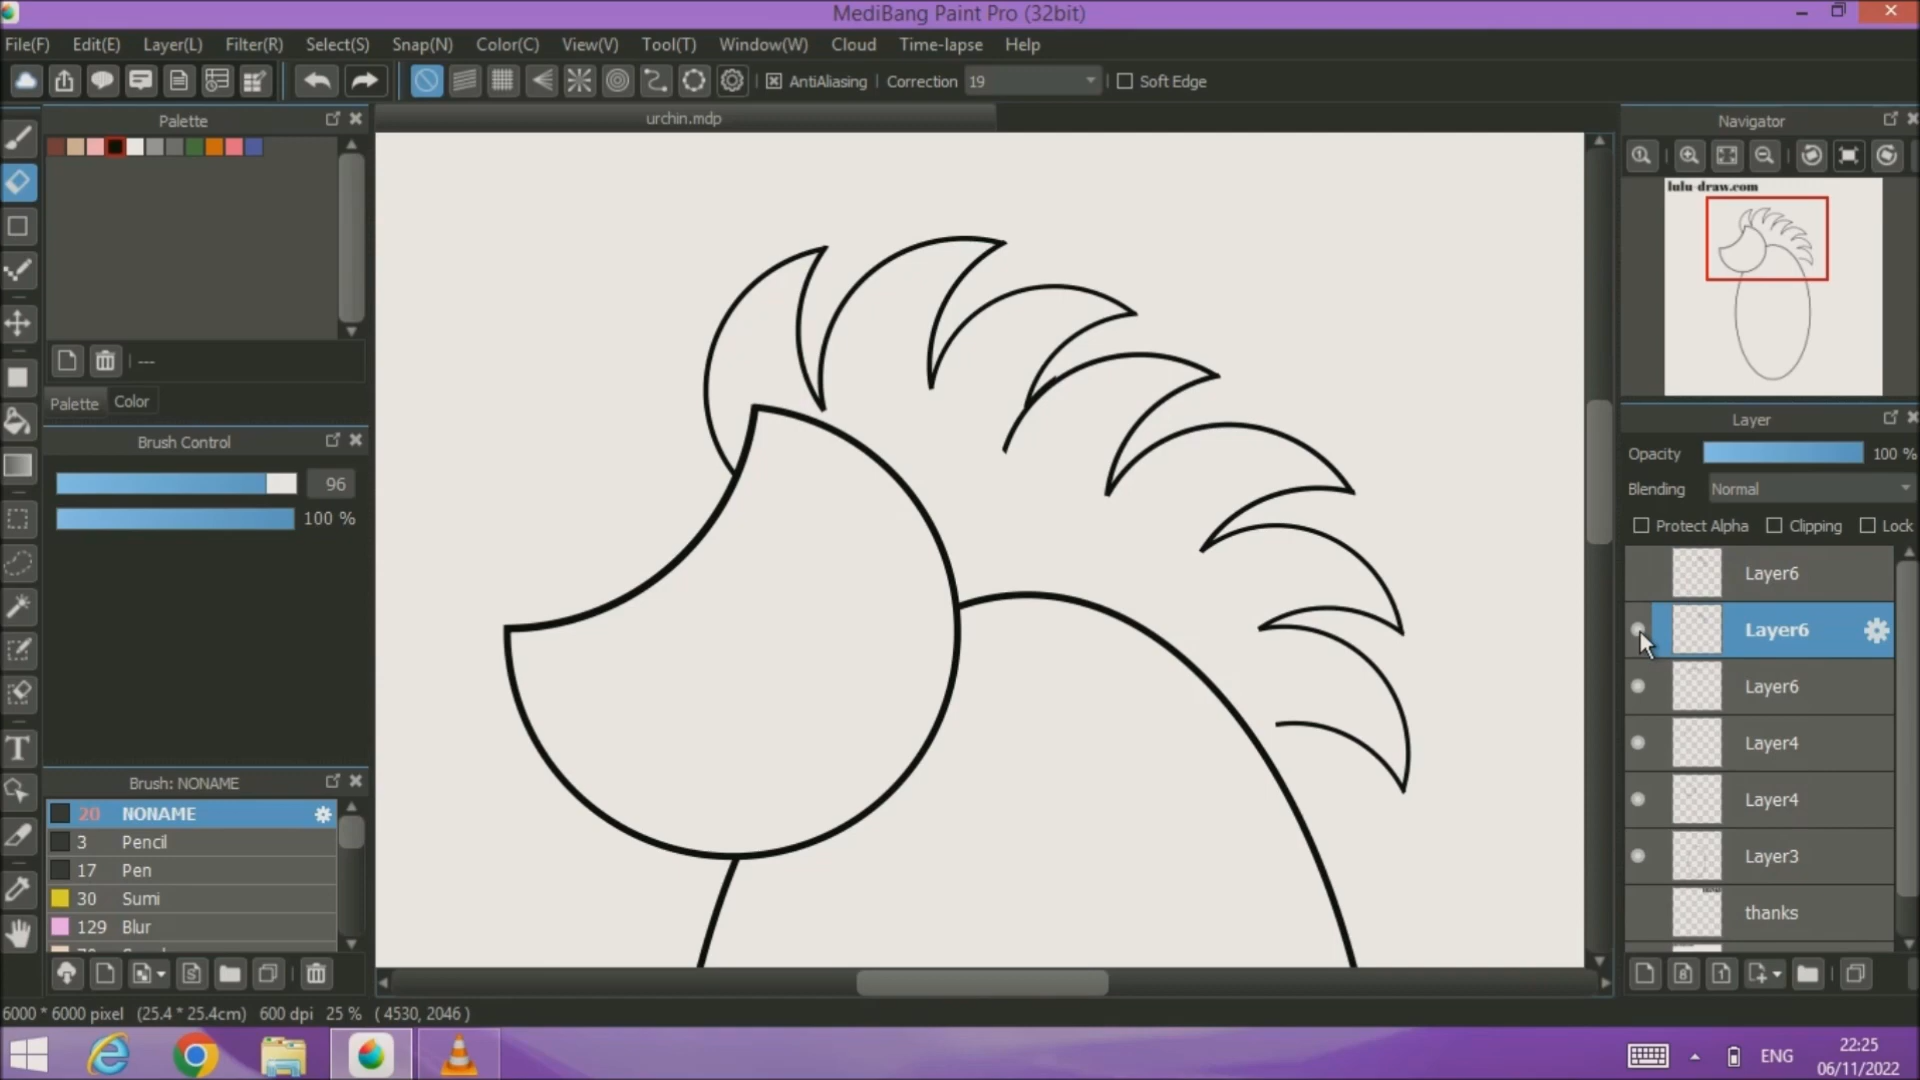 MediBang Paint Pro (32bit)
File(F) Edit(E) Layer(L) Filter(R) Select(S) Snap(N) Color(C) View(V) Tool(T) Window(W) Cloud Time-lapse Help
AntiAliasing Correction 19 Soft Edge
Palette
urchin.mdp
Navigator
lulu-draw.com
---
Palette Color
Brush Control
96
100 %
Layer
Opacity 100 %
Blending Normal
Protect Alpha Clipping Lock
Layer6
Layer6
Layer6
Layer4
Layer4
Layer3
thanks
Brush: NONAME
20 NONAME
3 Pencil
17 Pen
30 Sumi
129 Blur
6000 * 6000 pixel (25.4 * 25.4cm) 600 dpi 25 % ( 4530, 2046 )
ENG
22:25
06/11/2022